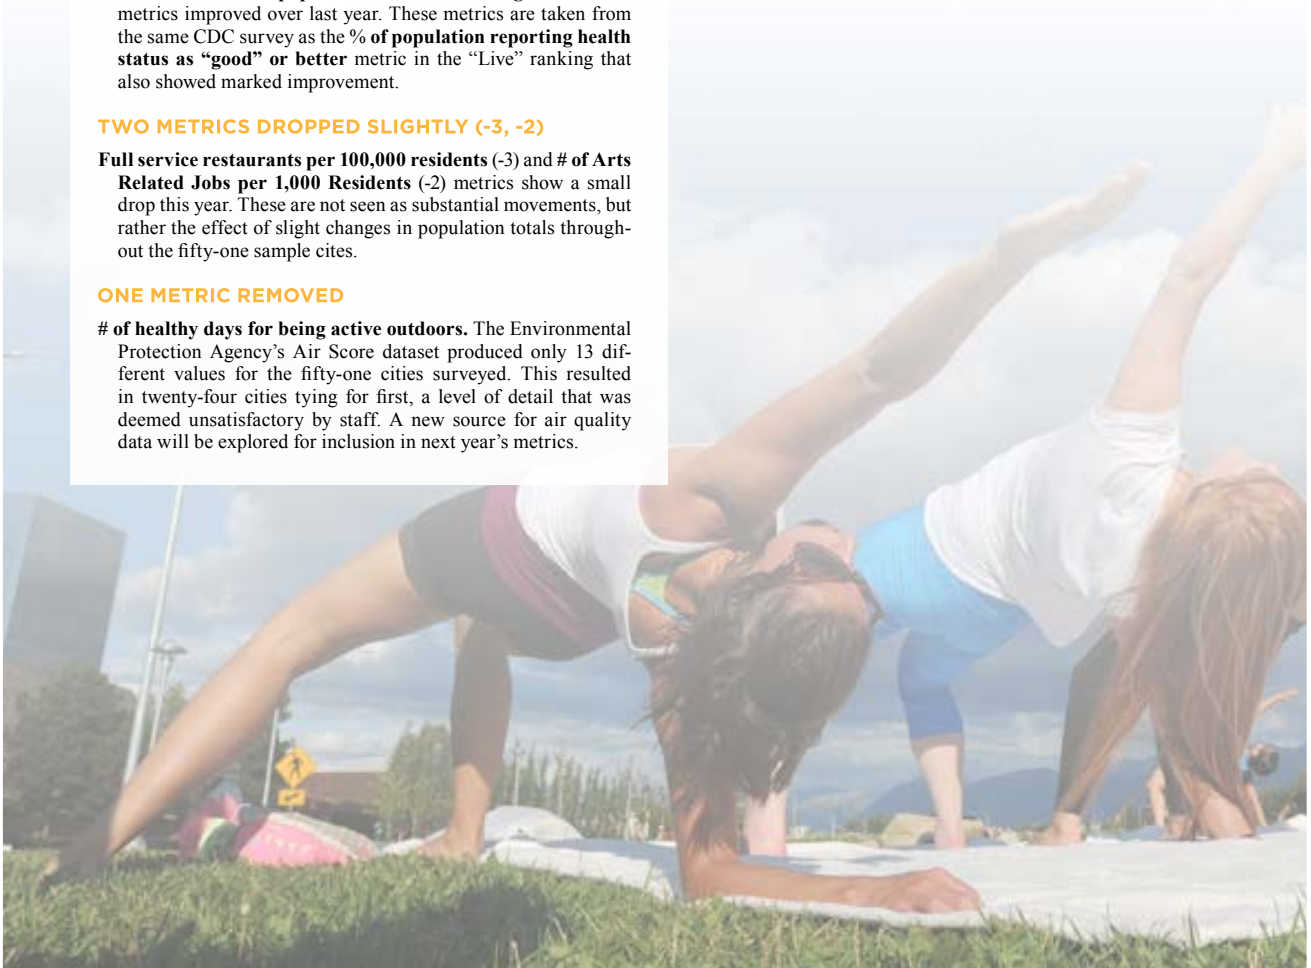 metrics improved over last year. These metrics are taken from
the same CDC survey as the % of population reporting health
status as “good” or better metric in the “Live” ranking that
also showed marked improvement.
TWO METRICS DROPPED SLIGHTLY (-3, -2)
Full service restaurants per 100,000 residents (-3) and # of Arts
Related Jobs per 1,000 Residents (-2) metrics show a small
drop this year. These are not seen as substantial movements, but
rather the effect of slight changes in population totals through-
out the fifty-one sample cites.
ONE METRIC REMOVED
# of healthy days for being active outdoors. The Environmental
Protection Agency’s Air Score dataset produced only 13 dif-
ferent values for the fifty-one cities surveyed. This resulted
in twenty-four cities tying for first, a level of detail that was
deemed unsatisfactory by staff. A new source for air quality
data will be explored for inclusion in next year’s metrics.